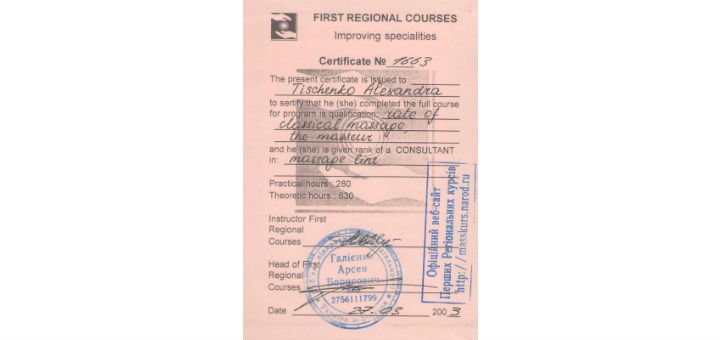 FIRST REGIONAL COURSES
Improving specialities
Certificate № 1663
The present certificate is issued to
Tischenko Alexandra
to sertify that he (she) completed the full course
for program is qualification: rate of
classical massage,
the masseur
and he (she) is given rank of a CONSULTANT
in: massage line
Practical hours : 280
Theoretic hours : 630
Instructor First
Regional
Courses
Head of First
Regional
Courses
Date 27.03 2003
Галієнко
Арсен
Борисович
2756111799
Офіційний веб-сайт
Перших Регіональних курсів
http://masskurs.narod.ru